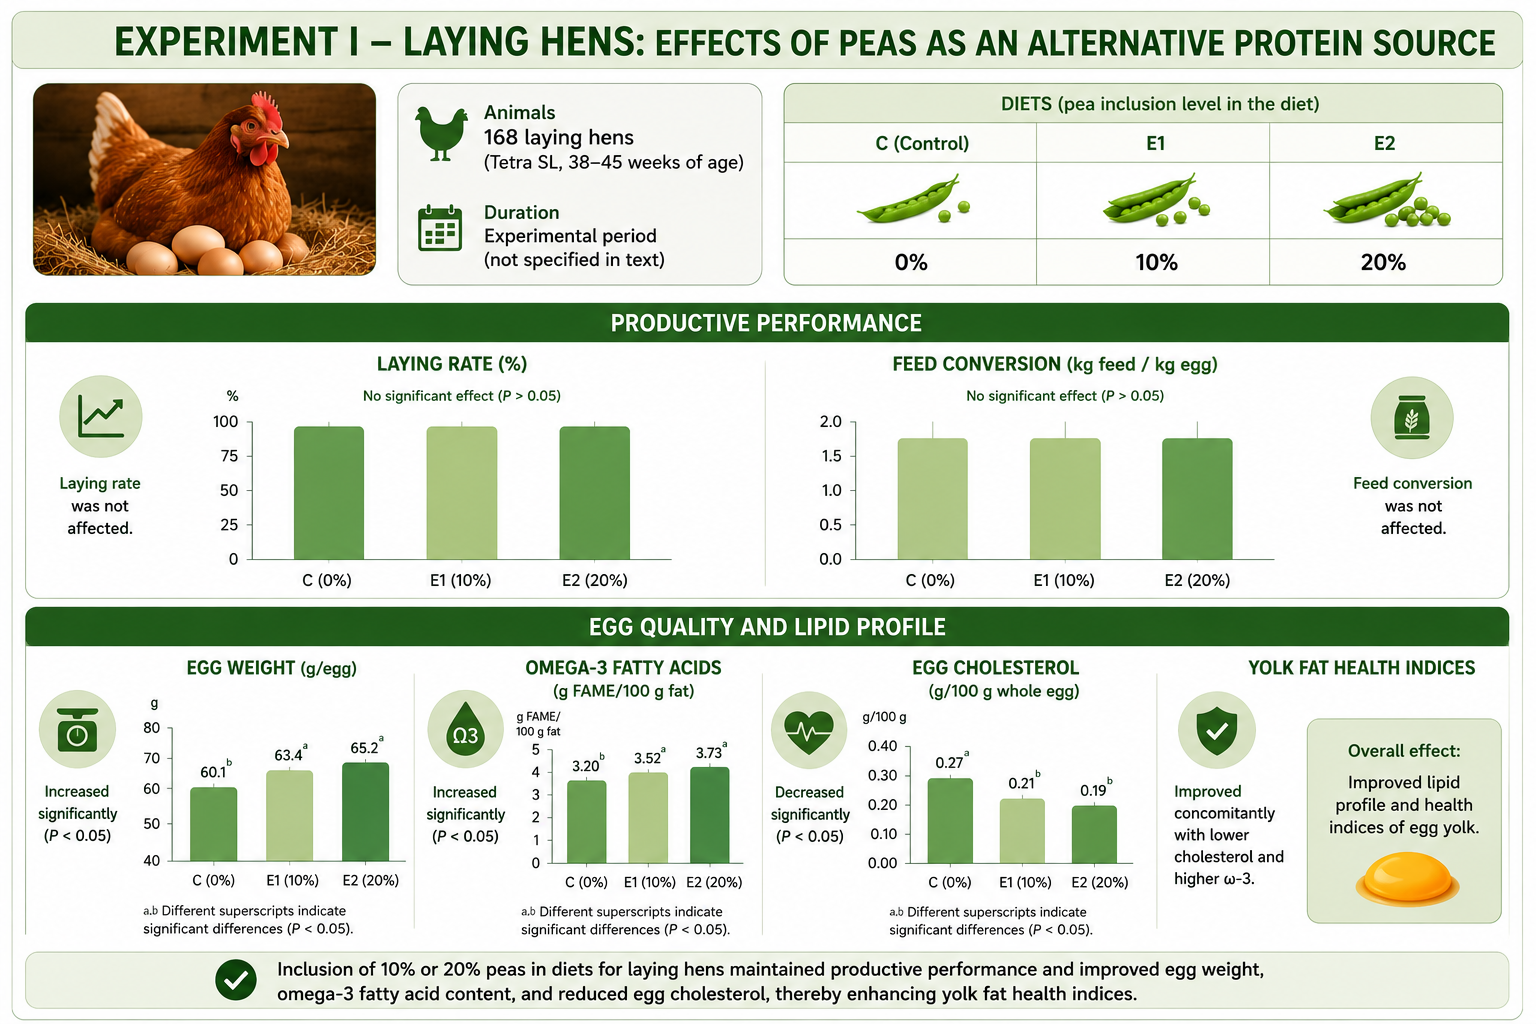 EXPERIMENT I – LAYING HENS: EFFECTS OF PEAS AS AN ALTERNATIVE PROTEIN SOURCE
Animals
168 laying hens
(Tetra SL, 38–45 weeks of age)
Duration
Experimental period
(not specified in text)
DIETS (pea inclusion level in the diet)
C (Control)
E1
E2
0%
10%
20%
PRODUCTIVE PERFORMANCE
Laying rate
was not
affected.
LAYING RATE (%)
No significant effect (P > 0.05)
%
100
75
50
25
0
C (0%)
E1 (10%)
E2 (20%)
FEED CONVERSION (kg feed / kg egg)
No significant effect (P > 0.05)
2.0
1.5
1.0
0.5
0.0
C (0%)
E1 (10%)
E2 (20%)
Feed conversion
was not
affected.
EGG QUALITY AND LIPID PROFILE
EGG WEIGHT (g/egg)
Increased
significantly
(P < 0.05)
g
80
70
60
50
40
60.1 b
63.4 a
65.2 a
C (0%)
E1 (10%)
E2 (20%)
a.b Different superscripts indicate
significant differences (P < 0.05).
OMEGA-3 FATTY ACIDS
(g FAME/100 g fat)
Ω3
Increased
significantly
(P < 0.05)
g FAME/
100 g fat
5
4
3
2
1
0
3.20 b
3.52 a
3.73 a
C (0%)
E1 (10%)
E2 (20%)
a.b Different superscripts indicate
significant differences (P < 0.05).
EGG CHOLESTEROL
(g/100 g whole egg)
Decreased
significantly
(P < 0.05)
g/100 g
0.40
0.30
0.20
0.10
0.00
0.27 a
0.21 b
0.19 b
C (0%)
E1 (10%)
E2 (20%)
a.b Different superscripts indicate
significant differences (P < 0.05).
YOLK FAT HEALTH INDICES
Improved
concomitantly
with lower
cholesterol and
higher ω-3.
Overall effect:
Improved lipid
profile and health
indices of egg yolk.
Inclusion of 10% or 20% peas in diets for laying hens maintained productive performance and improved egg weight,
omega-3 fatty acid content, and reduced egg cholesterol, thereby enhancing yolk fat health indices.